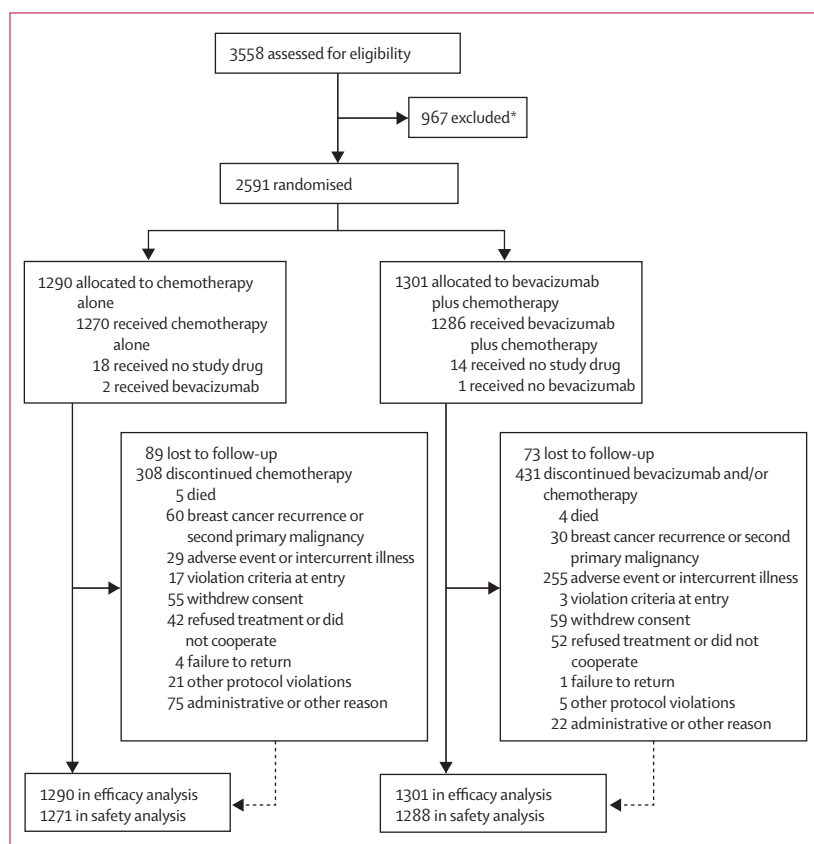 3558 assessed for eligibility
967 excluded*
2591 randomised
1290 allocated to chemotherapy
alone
1270 received chemotherapy
alone
18 received no study drug
2 received bevacizumab
1301 allocated to bevacizumab
plus chemotherapy
1286 received bevacizumab
plus chemotherapy
14 received no study drug
1 received no bevacizumab
89 lost to follow-up
308 discontinued chemotherapy
5 died
60 breast cancer recurrence or
second primary malignancy
29 adverse event or intercurrent illness
17 violation criteria at entry
55 withdrew consent
42 refused treatment or did
not cooperate
4 failure to return
21 other protocol violations
75 administrative or other reason
73 lost to follow-up
431 discontinued bevacizumab and/or
chemotherapy
4 died
30 breast cancer recurrence or second
primary malignancy
255 adverse event or intercurrent illness
3 violation criteria at entry
59 withdrew consent
52 refused treatment or did not
cooperate
1 failure to return
5 other protocol violations
22 administrative or other reason
1290 in efficacy analysis
1271 in safety analysis
1301 in efficacy analysis
1288 in safety analysis